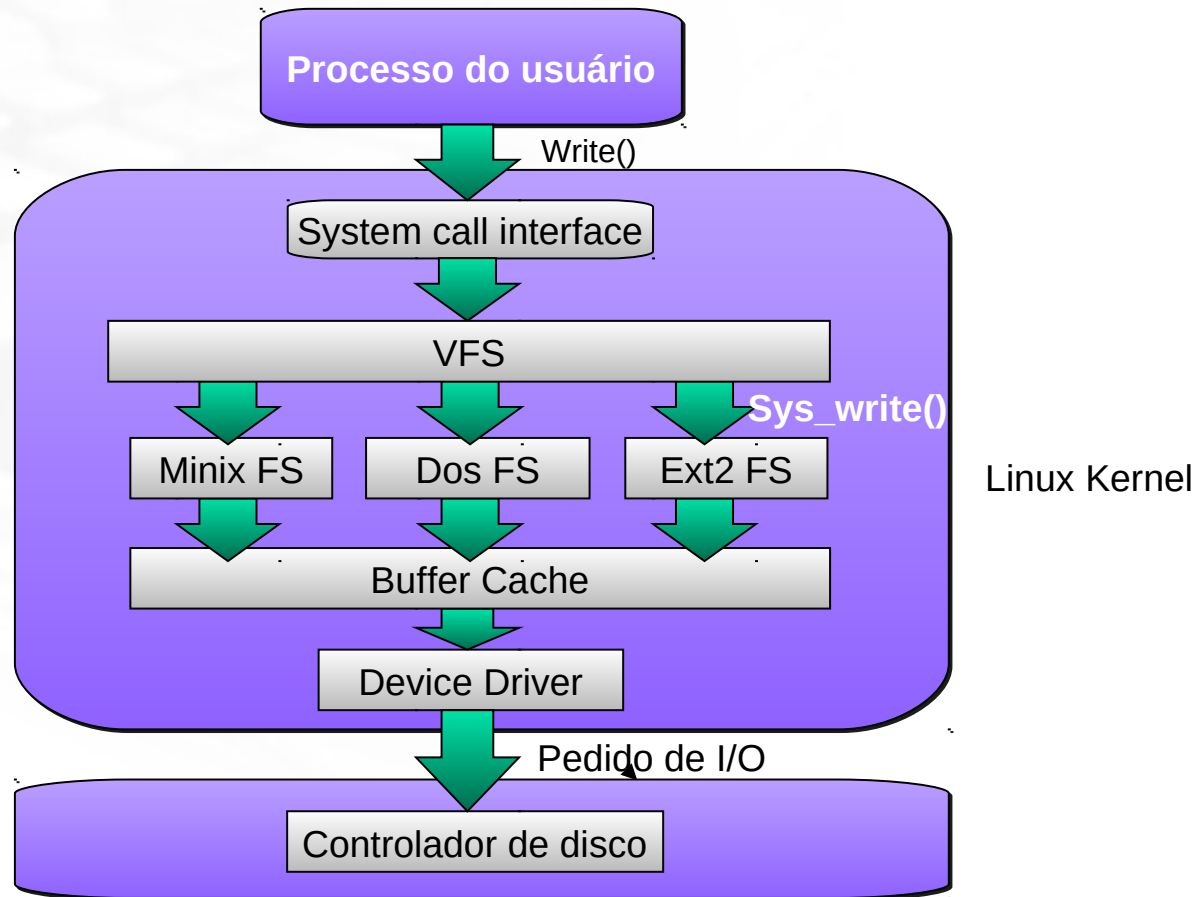 Processo do usuário
Write()
System call interface
VFS
Sys_write()
Minix FS
Dos FS
Ext2 FS
Linux Kernel
Buffer Cache
Device Driver
Pedido de I/O
Controlador de disco